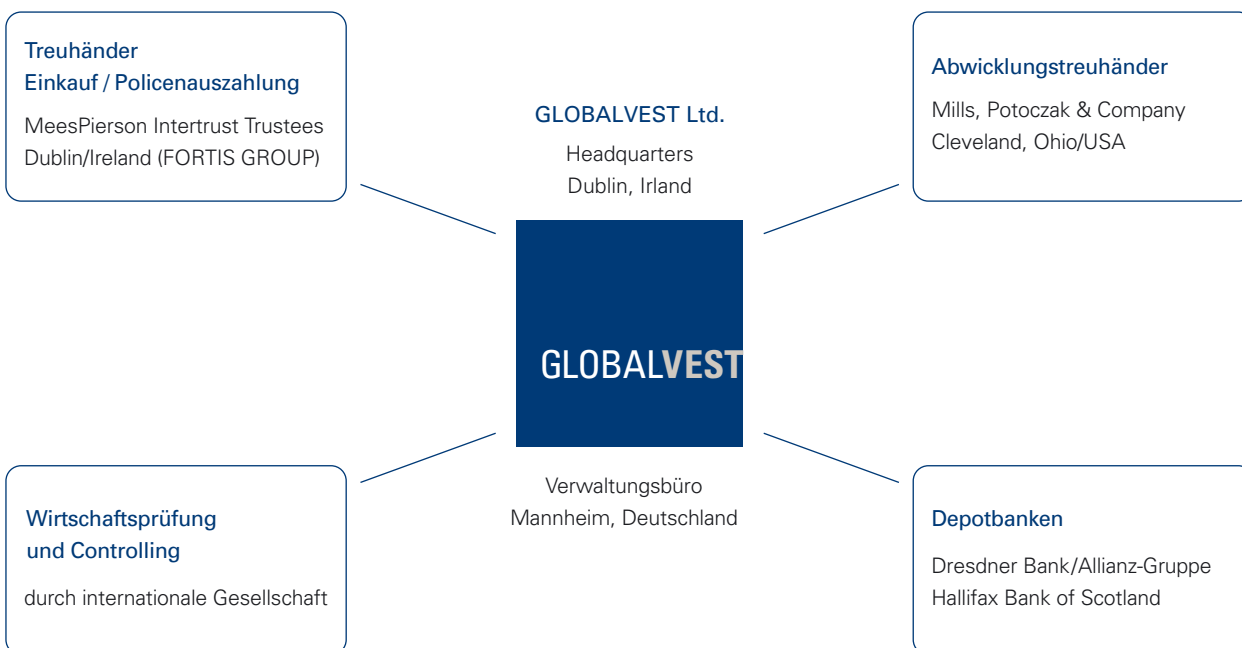 Treuhänder
Einkauf / Policenauszahlung
MeesPierson Intertrust Trustees
Dublin/Ireland (FORTIS GROUP)
GLOBALVEST Ltd.
Headquarters
Dublin, Irland
Abwicklungstreuhänder
Mills, Potoczak & Company
Cleveland, Ohio/USA
GLOBALVEST
Wirtschaftsprüfung
und Controlling
durch internationale Gesellschaft
Verwaltungsbüro
Mannheim, Deutschland
Depotbanken
Dresdner Bank/Allianz-Gruppe
Hallifax Bank of Scotland